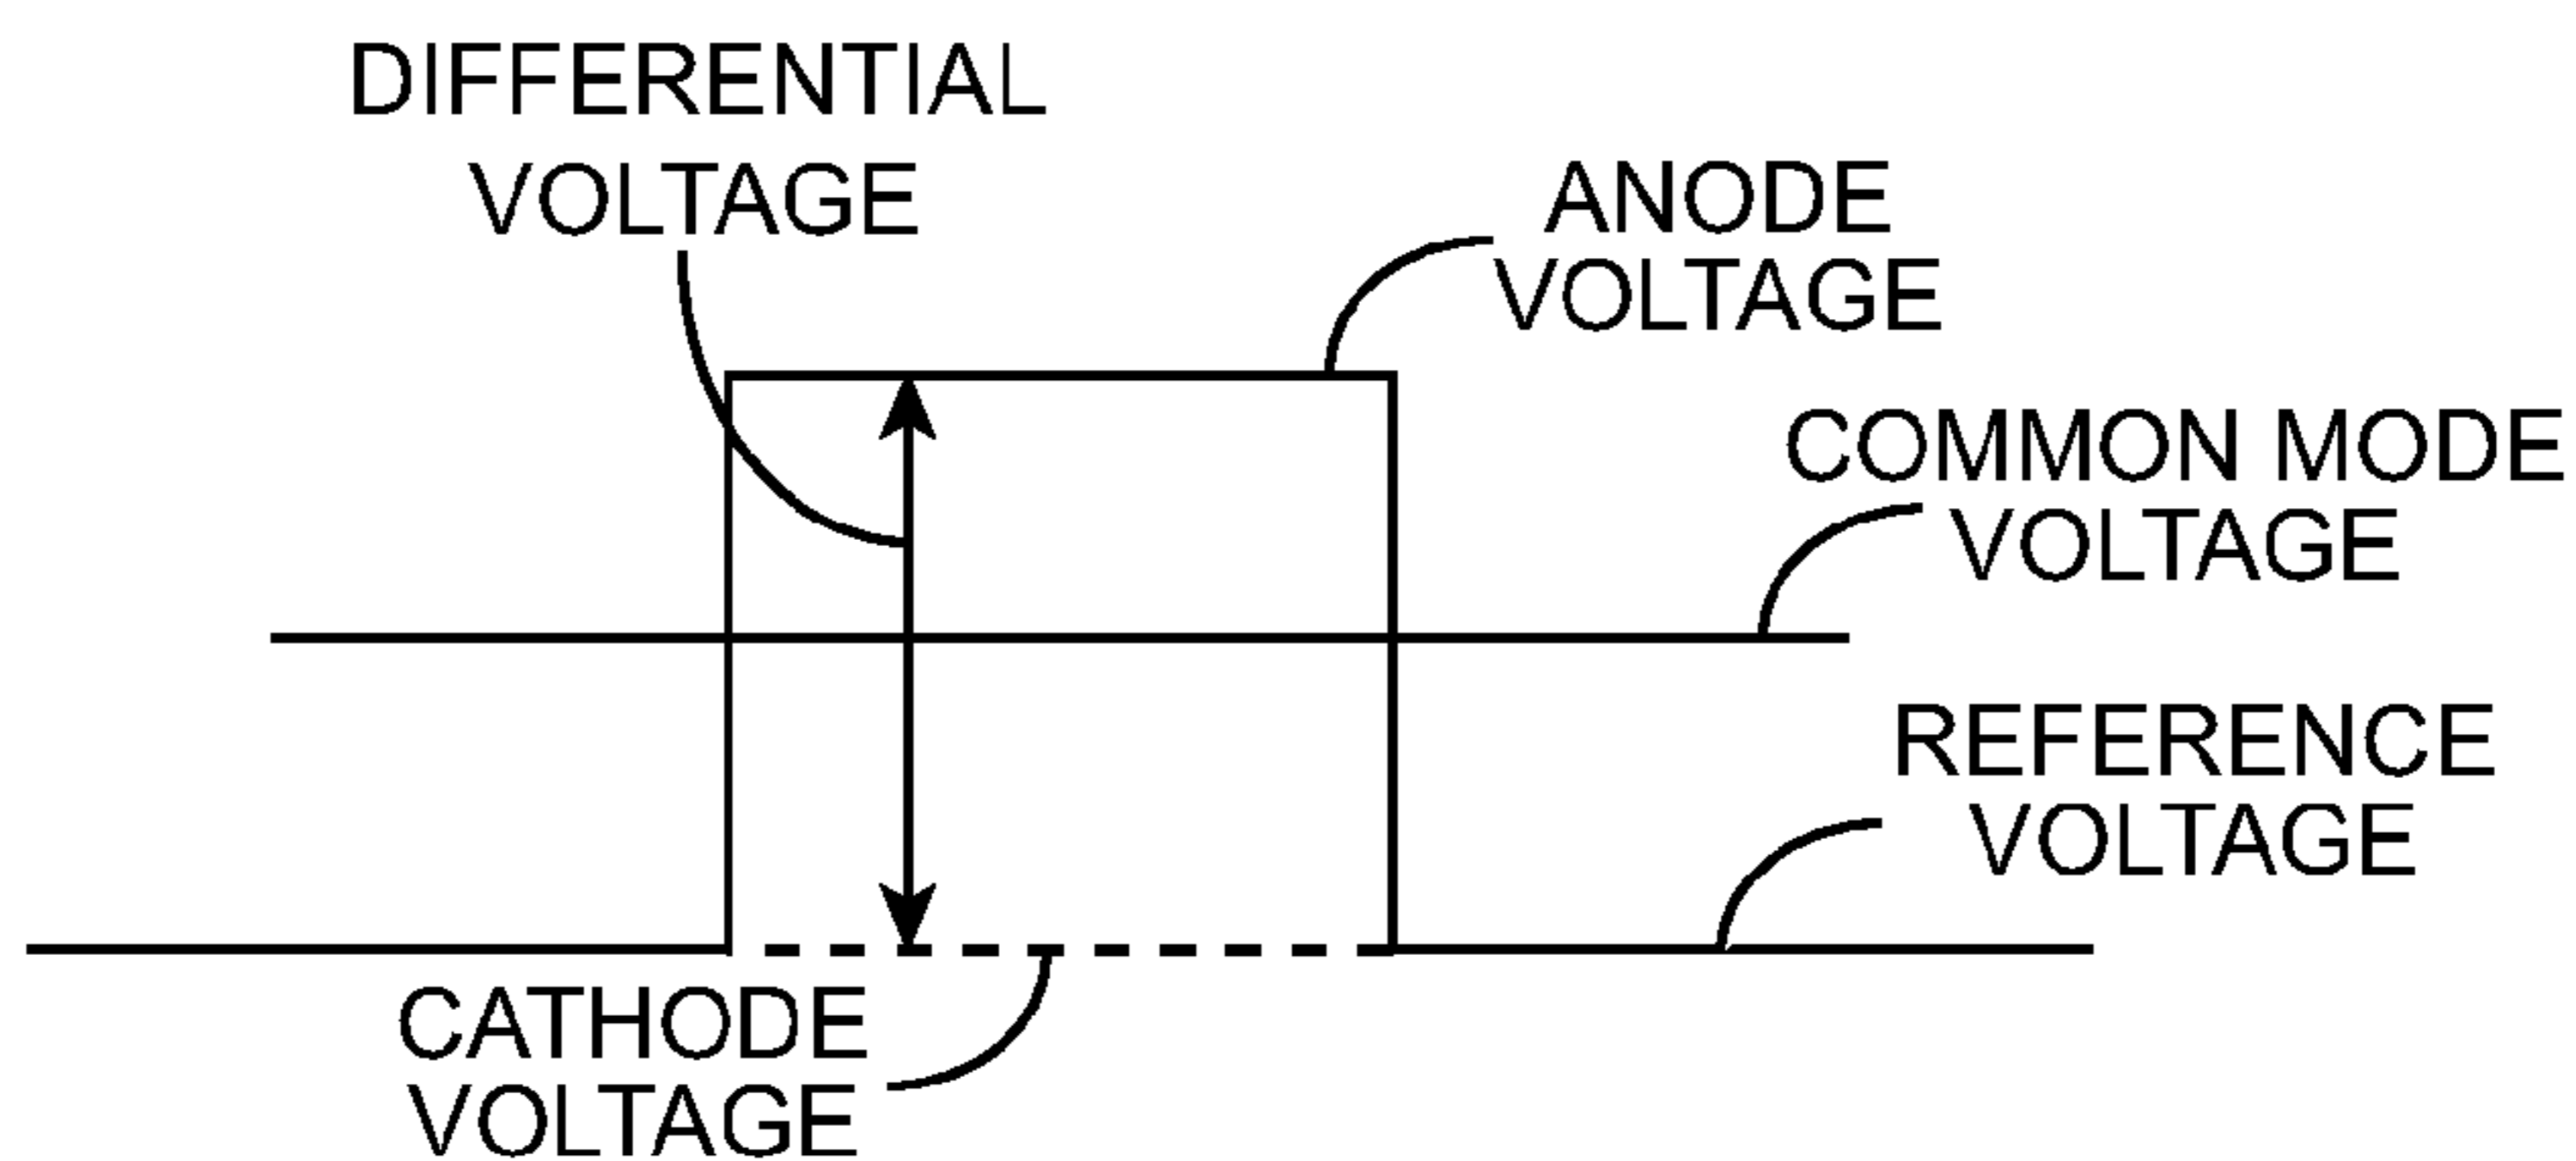 DIFFERENTIAL
VOLTAGE
ANODE
VOLTAGE
COMMON MODE
VOLTAGE
REFERENCE
VOLTAGE
CATHODE
VOLTAGE